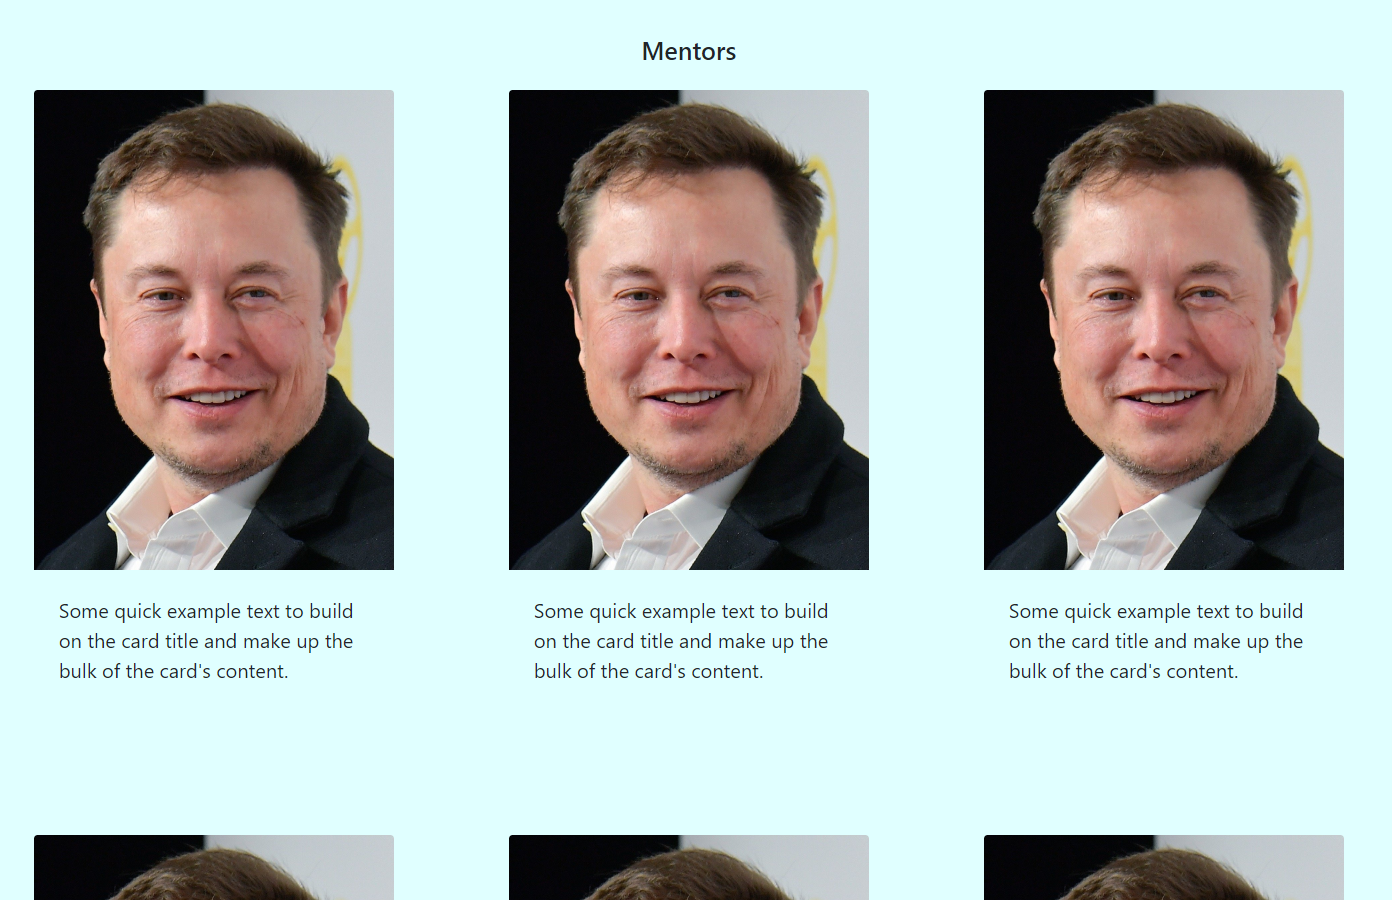 Mentors
Some quick example text to build
on the card title and make up the
bulk of the card's content.
Some quick example text to build
on the card title and make up the
bulk of the card's content.
Some quick example text to build
on the card title and make up the
bulk of the card's content.